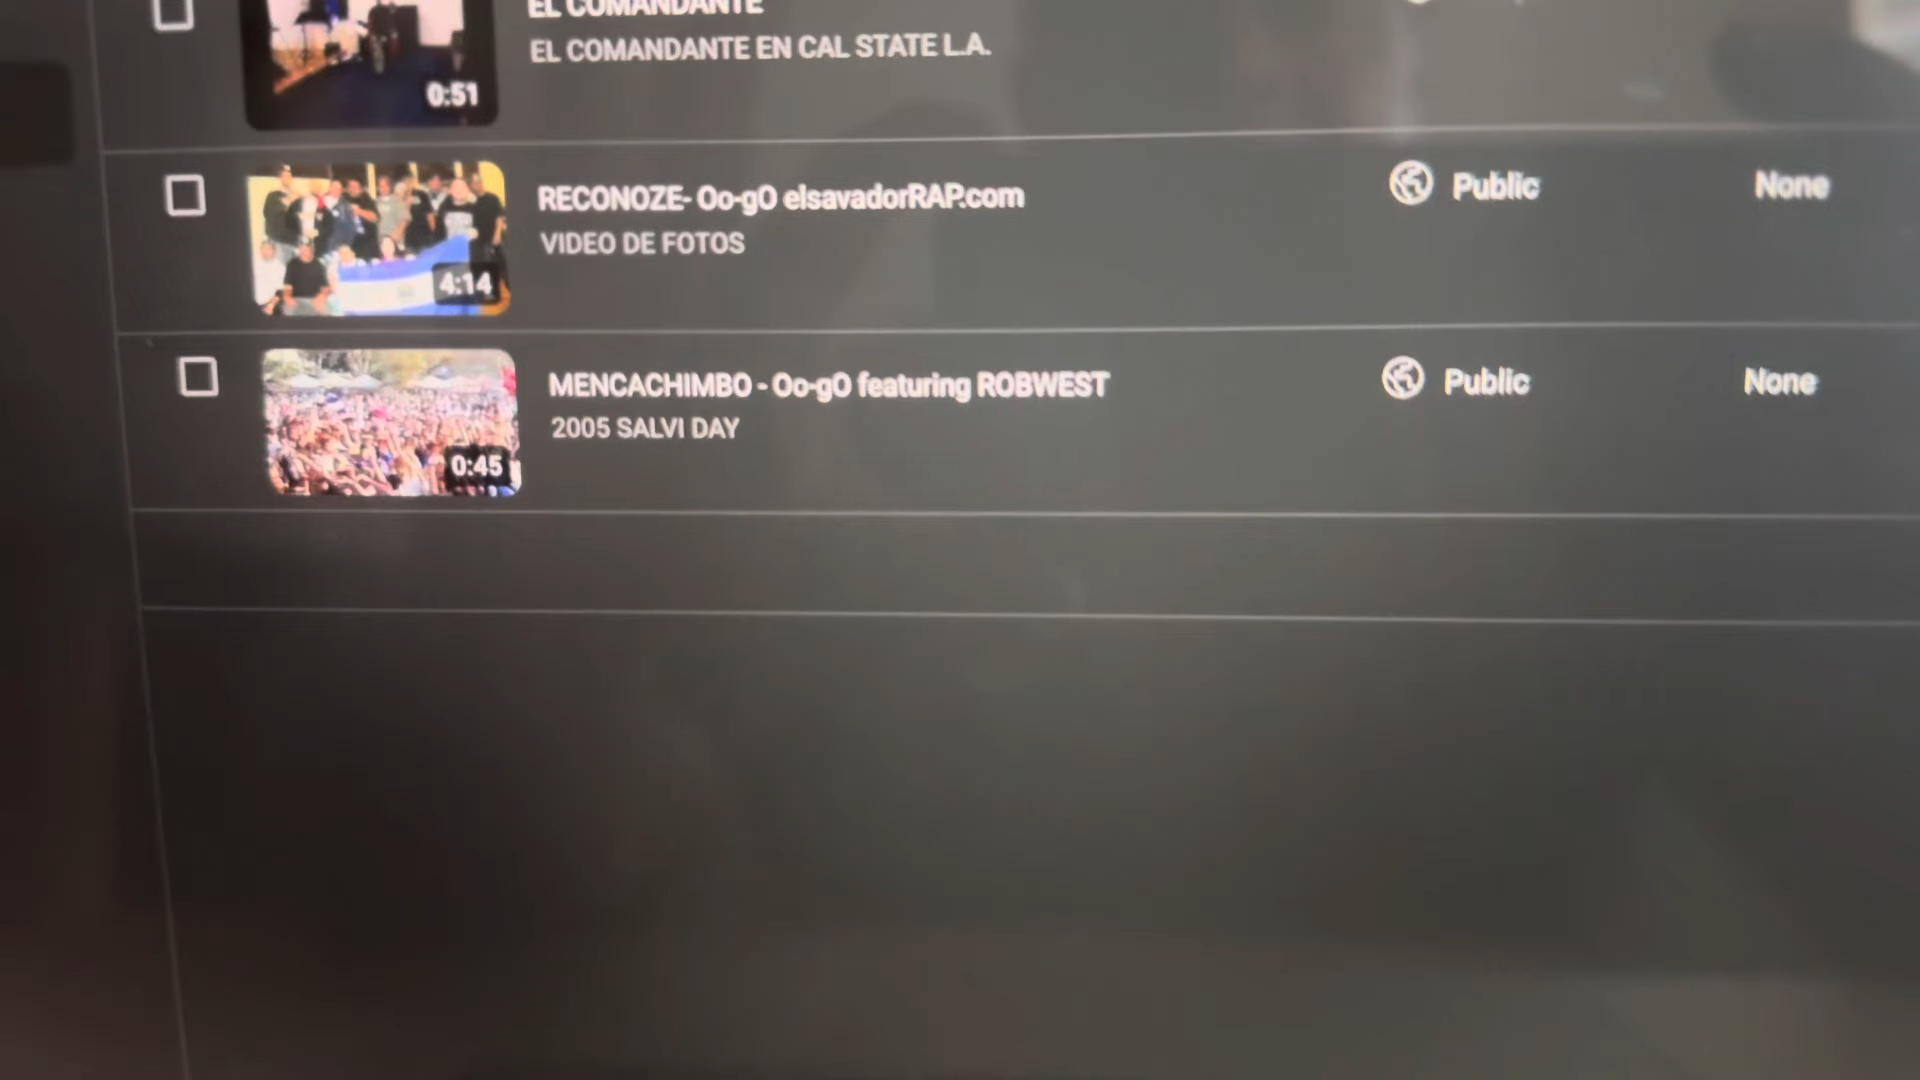 EL COMANDANTE
EL COMANDANTE EN CAL STATE L.A.
0:51
RECONOZE- Oo-gO elsavadorRAP.com
VIDEO DE FOTOS
4:14
Public
None
MENCACHIMBO - Oo-gO featuring ROBWEST
2005 SALVI DAY
0:45
Public
None